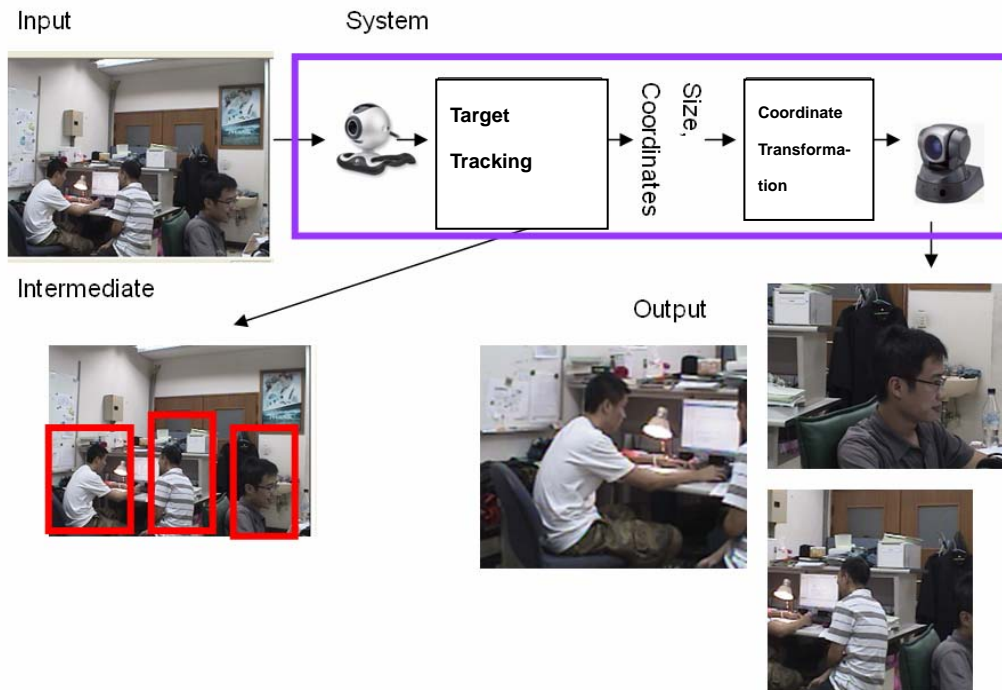 Input
System
Target
Tracking
Size,
Coordinates
Coordinate
Transforma-
tion
Intermediate
Output